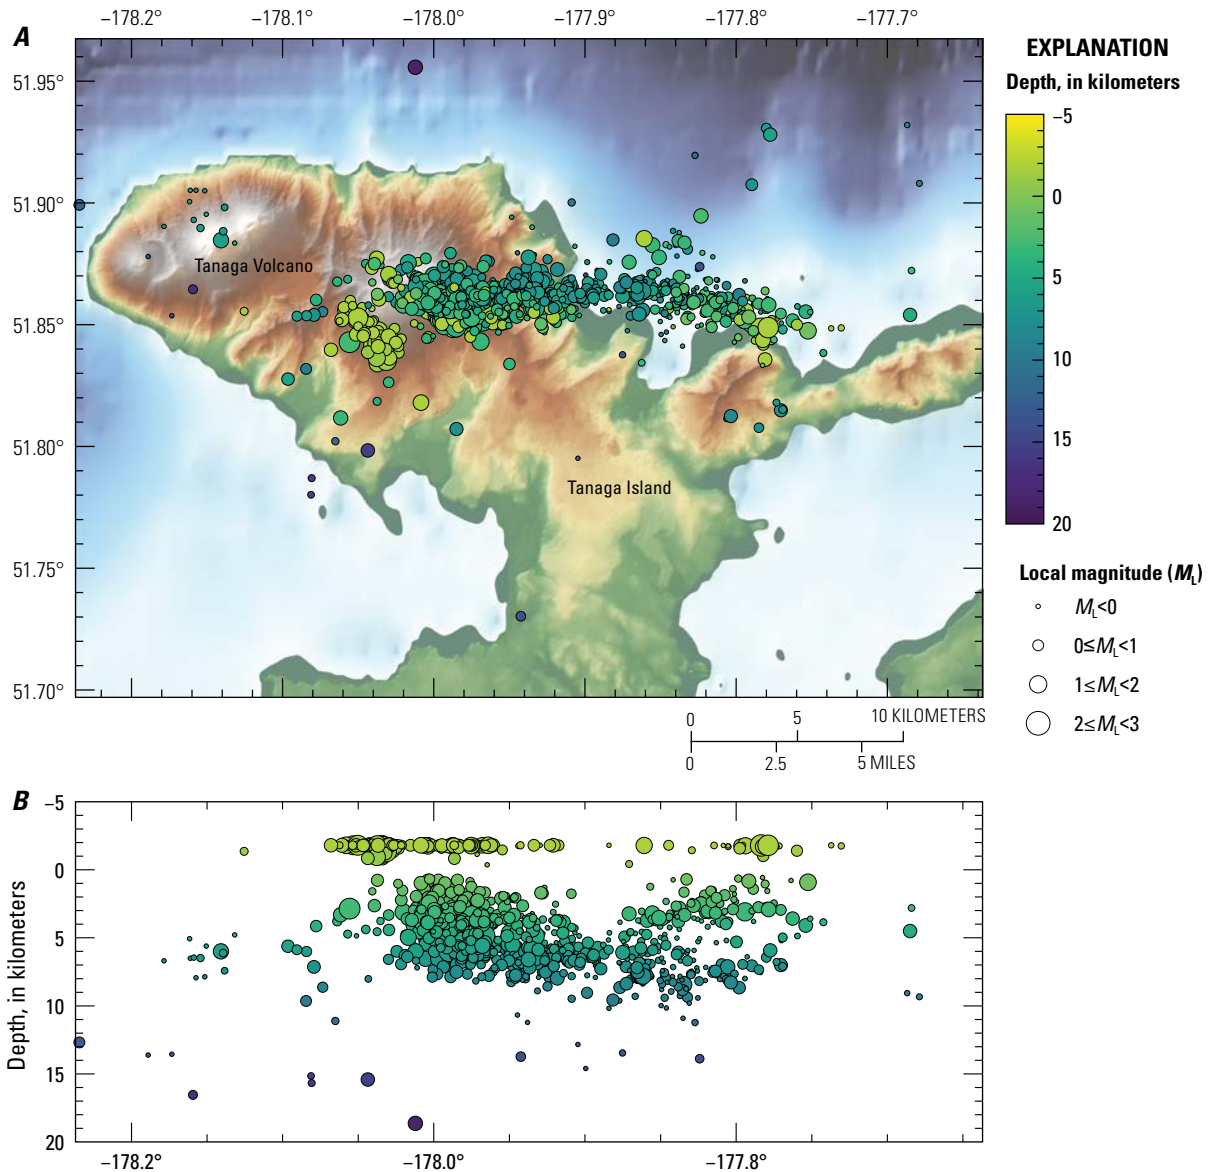 A
−178.2° −178.1° −178.0° −177.9° −177.8° −177.7°
51.95°
51.90°
51.85°
51.80°
51.75°
51.70°
Tanaga Volcano
Tanaga Island
0 5 10 KILOMETERS
0 2.5 5 MILES
EXPLANATION
Depth, in kilometers
−5
0
5
10
15
20
Local magnitude (ML)
ML<0
0≤ML<1
1≤ML<2
2≤ML<3
B
Depth, in kilometers
−5
0
5
10
15
20
−178.2° −178.0° −177.8°